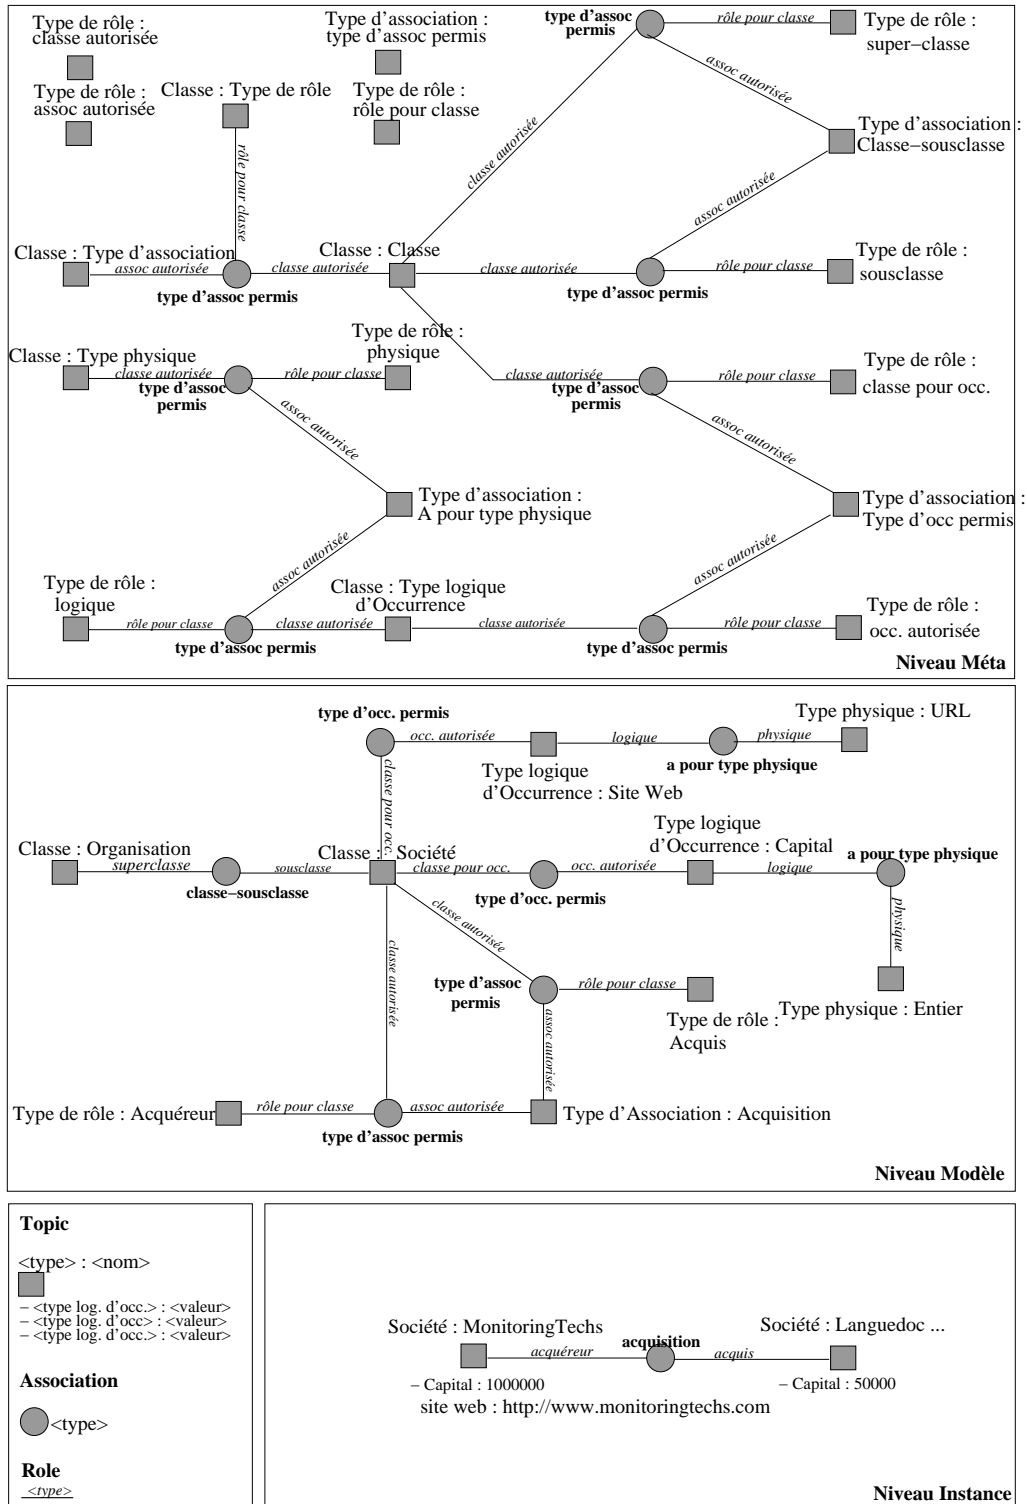 Type de rôle :
classe autorisée
Type d'association :
type d'assoc permis
type d'assoc
permis
rôle pour classe
Type de rôle :
super−classe
Type de rôle :
assoc autorisée
Classe : Type de rôle
Type de rôle :
rôle pour classe
assoc autorisée
Type d'association :
Classe−sousclasse
classe autorisée
rôle pour classe
assoc autorisée
Classe : Type d'association
assoc autorisée
type d'assoc permis
classe autorisée
Classe : Classe
classe autorisée
type d'assoc permis
rôle pour classe
Type de rôle :
sousclasse
Classe : Type physique
classe autorisée
type d'assoc
permis
rôle pour classe
Type de rôle :
physique
classe autorisée
type d'assoc
permis
rôle pour classe
Type de rôle :
classe pour occ.
assoc autorisée
assoc autorisée
Type d'association :
A pour type physique
Type d'association :
Type d'occ permis
assoc autorisée
assoc autorisée
Type de rôle :
logique
rôle pour classe
type d'assoc permis
classe autorisée
Classe : Type logique
d'Occurrence
classe autorisée
type d'assoc permis
rôle pour classe
Type de rôle :
occ. autorisée
Niveau Méta
type d'occ. permis
occ. autorisée
Type logique
d'Occurrence : Site Web
logique
a pour type physique
physique
Type physique : URL
classe pour occ.
Classe : Organisation
superclasse
classe−sousclasse
sousclasse
Classe : Société
classe pour occ.
type d'occ. permis
occ. autorisée
Type logique
d'Occurrence : Capital
logique
a pour type physique
physique
Type physique : Entier
classe autorisée
classe autorisée
type d'assoc
permis
rôle pour classe
Type de rôle :
Acquis
assoc autorisée
Type de rôle : Acquéreur
rôle pour classe
type d'assoc permis
assoc autorisée
Type d'Association : Acquisition
Niveau Modèle
Topic
<type> : <nom>
− <type log. d'occ.> : <valeur>
− <type log. d'occ> : <valeur>
− <type log. d'occ.> : <valeur>
Association
<type>
Role
<type>
Société : MonitoringTechs
acquéreur
acquisition
acquis
Société : Languedoc ...
− Capital : 1000000
− Capital : 50000
site web : http://www.monitoringtechs.com
Niveau Instance